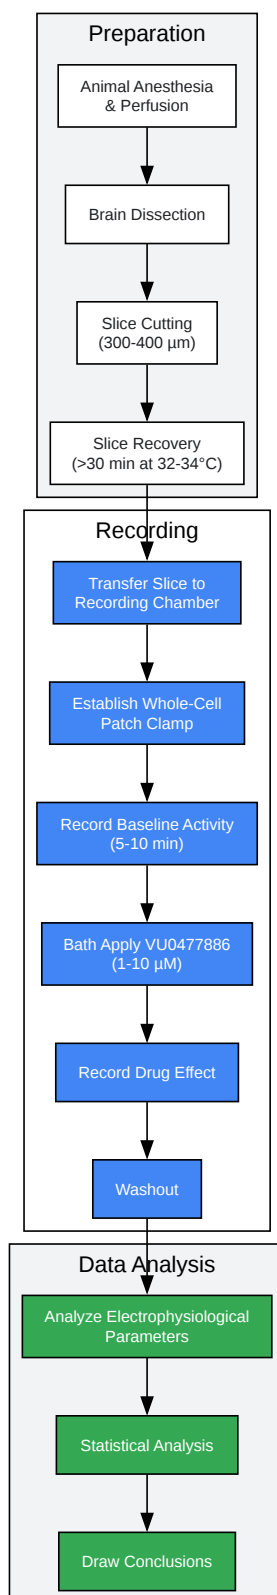 Preparation
Animal Anesthesia
& Perfusion
Brain Dissection
Slice Cutting
(300-400 µm)
Slice Recovery
(>30 min at 32-34°C)
Recording
Transfer Slice to
Recording Chamber
Establish Whole-Cell
Patch Clamp
Record Baseline Activity
(5-10 min)
Bath Apply VU0477886
(1-10 µM)
Record Drug Effect
Washout
Data Analysis
Analyze Electrophysiological
Parameters
Statistical Analysis
Draw Conclusions